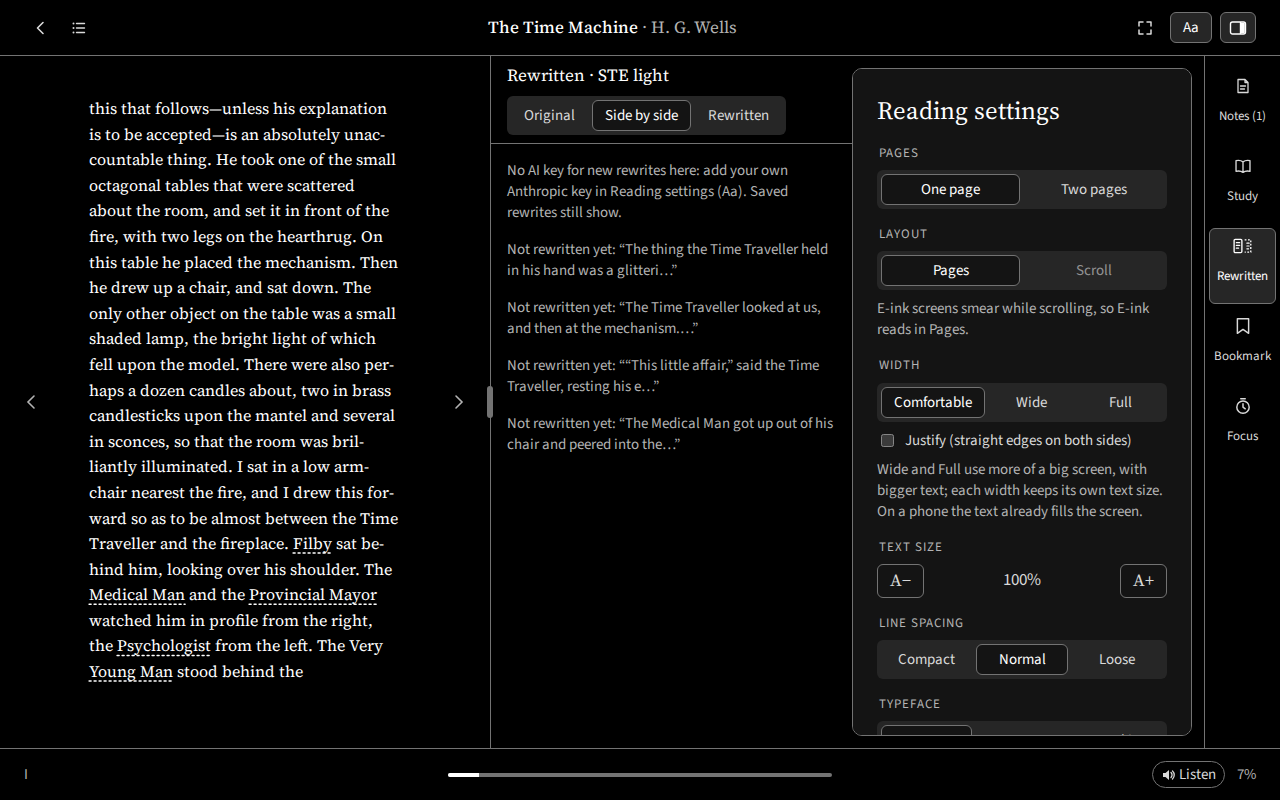 The Time Machine · H. G. Wells
Aa
this that follows—unless his explanation
is to be accepted—is an absolutely unac-
countable thing. He took one of the small
octagonal tables that were scattered
about the room, and set it in front of the
fire, with two legs on the hearthrug. On
this table he placed the mechanism. Then
he drew up a chair, and sat down. The
only other object on the table was a small
shaded lamp, the bright light of which
fell upon the model. There were also per-
haps a dozen candles about, two in brass
candlesticks upon the mantel and several
in sconces, so that the room was bril-
liantly illuminated. I sat in a low arm-
chair nearest the fire, and I drew this for-
ward so as to be almost between the Time
Traveller and the fireplace. Filby sat be-
hind him, looking over his shoulder. The
Medical Man and the Provincial Mayor
watched him in profile from the right,
the Psychologist from the left. The Very
Young Man stood behind the
Rewritten · STE light
Original Side by side Rewritten
No AI key for new rewrites here: add your own
Anthropic key in Reading settings (Aa). Saved
rewrites still show.
Not rewritten yet: “The thing the Time Traveller held
in his hand was a glitteri…”
Not rewritten yet: “The Time Traveller looked at us,
and then at the mechanism.…”
Not rewritten yet: ““This little affair,” said the Time
Traveller, resting his e…”
Not rewritten yet: “The Medical Man got up out of his
chair and peered into the…”
Reading settings
PAGES
One page Two pages
LAYOUT
Pages Scroll
E-ink screens smear while scrolling, so E-ink
reads in Pages.
WIDTH
Comfortable Wide Full
Justify (straight edges on both sides)
Wide and Full use more of a big screen, with
bigger text; each width keeps its own text size.
On a phone the text already fills the screen.
TEXT SIZE
A− 100% A+
LINE SPACING
Compact Normal Loose
TYPEFACE
Notes (1)
Study
Rewritten
Bookmark
Focus
I
Listen 7%